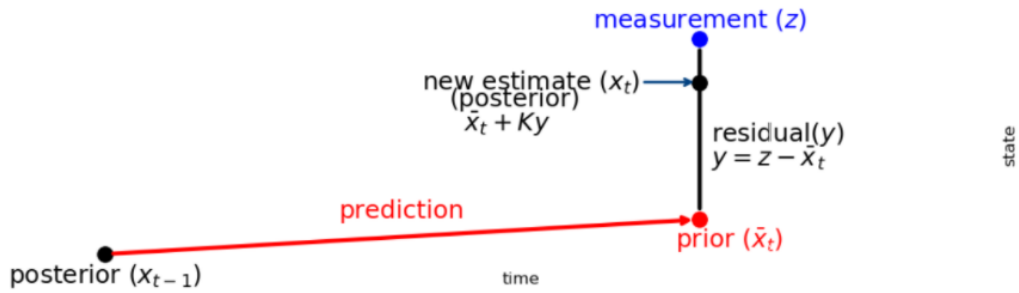 measurement (z)
new estimate (xₜ)
(posterior)
x̄ₜ + Ky
residual(y)
y = z − x̄ₜ
state
prediction
prior (x̄ₜ)
posterior (xₜ₋₁)
time